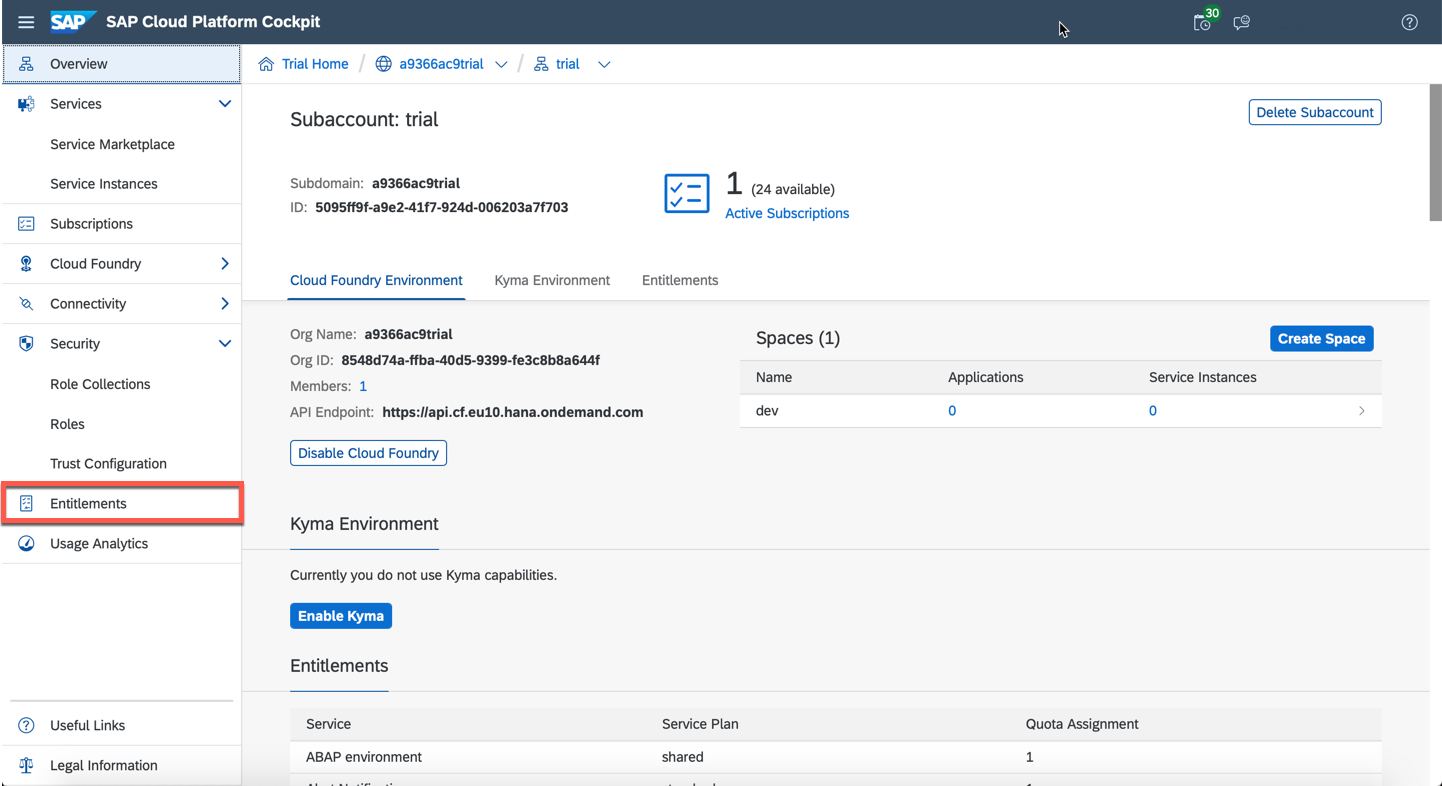 SAP SAP Cloud Platform Cockpit 30
Overview
Services
Service Marketplace
Service Instances
Subscriptions
Cloud Foundry
Connectivity
Security
Role Collections
Roles
Trust Configuration
Entitlements
Usage Analytics
Useful Links
Legal Information
Trial Home / a9366ac9trial / trial
Subaccount: trial
Delete Subaccount
Subdomain: a9366ac9trial
ID: 5095ff9f-a9e2-41f7-924d-006203a7f703
1 (24 available)
Active Subscriptions
Cloud Foundry Environment Kyma Environment Entitlements
Org Name: a9366ac9trial
Org ID: 8548d74a-ffba-40d5-9399-fe3c8b8a644f
Members: 1
API Endpoint: https://api.cf.eu10.hana.ondemand.com
Disable Cloud Foundry
Spaces (1) Create Space
Name Applications Service Instances
dev 0 0
Kyma Environment
Currently you do not use Kyma capabilities.
Enable Kyma
Entitlements
Service Service Plan Quota Assignment
ABAP environment shared 1